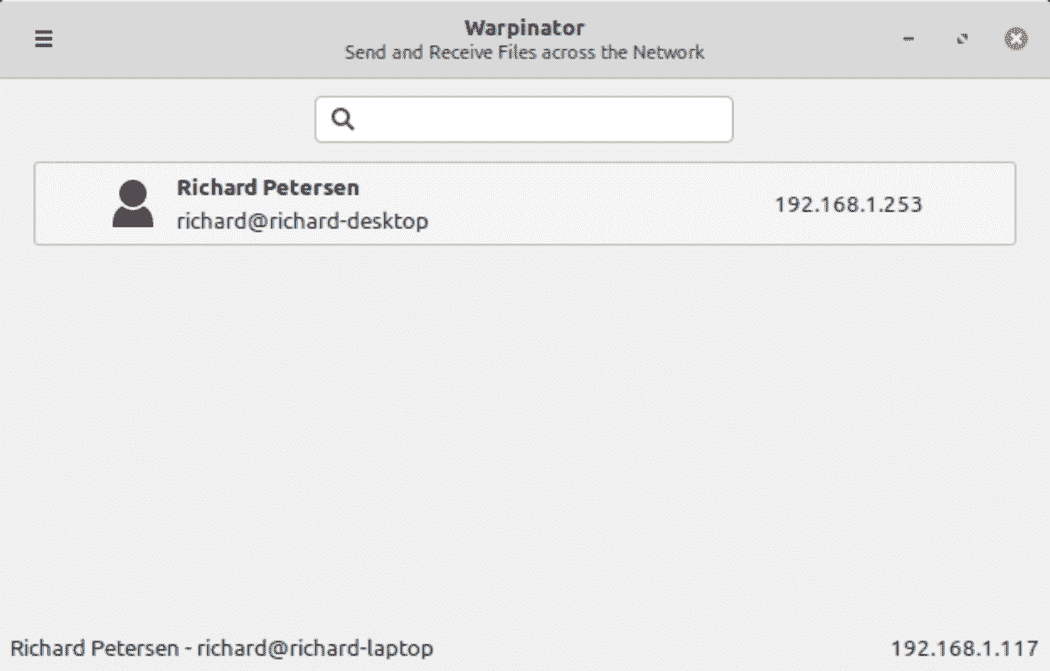 Warpinator
Send and Receive Files across the Network
Richard Petersen
richard@richard-desktop
192.168.1.253
Richard Petersen - richard@richard-laptop
192.168.1.117